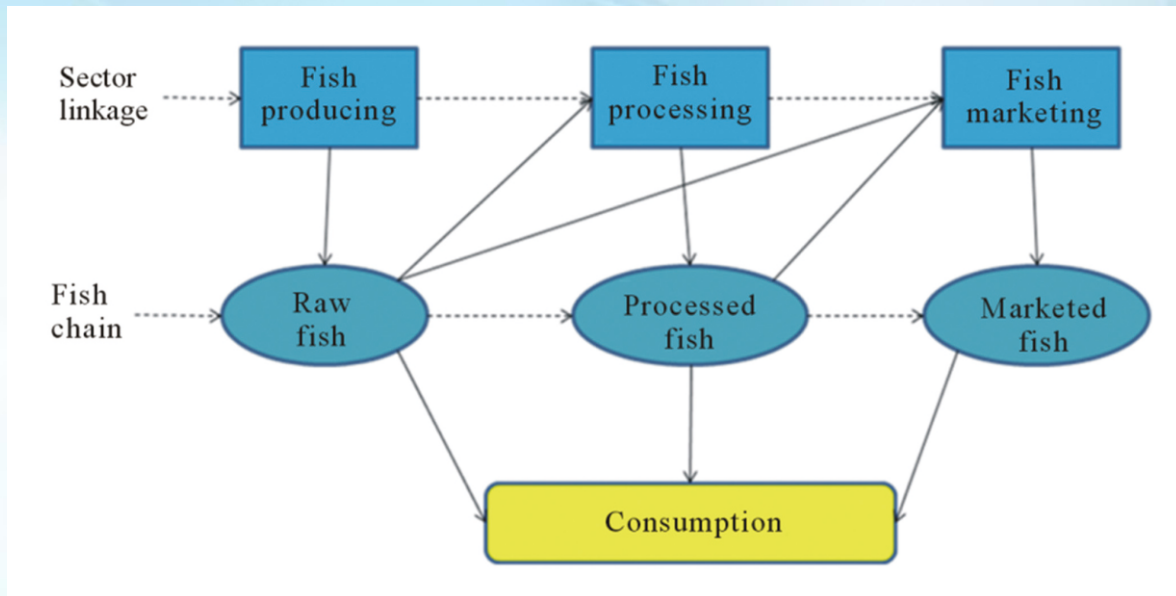 Sector
linkage
Fish
producing
Fish
processing
Fish
marketing
Fish
chain
Raw
fish
Processed
fish
Marketed
fish
Consumption